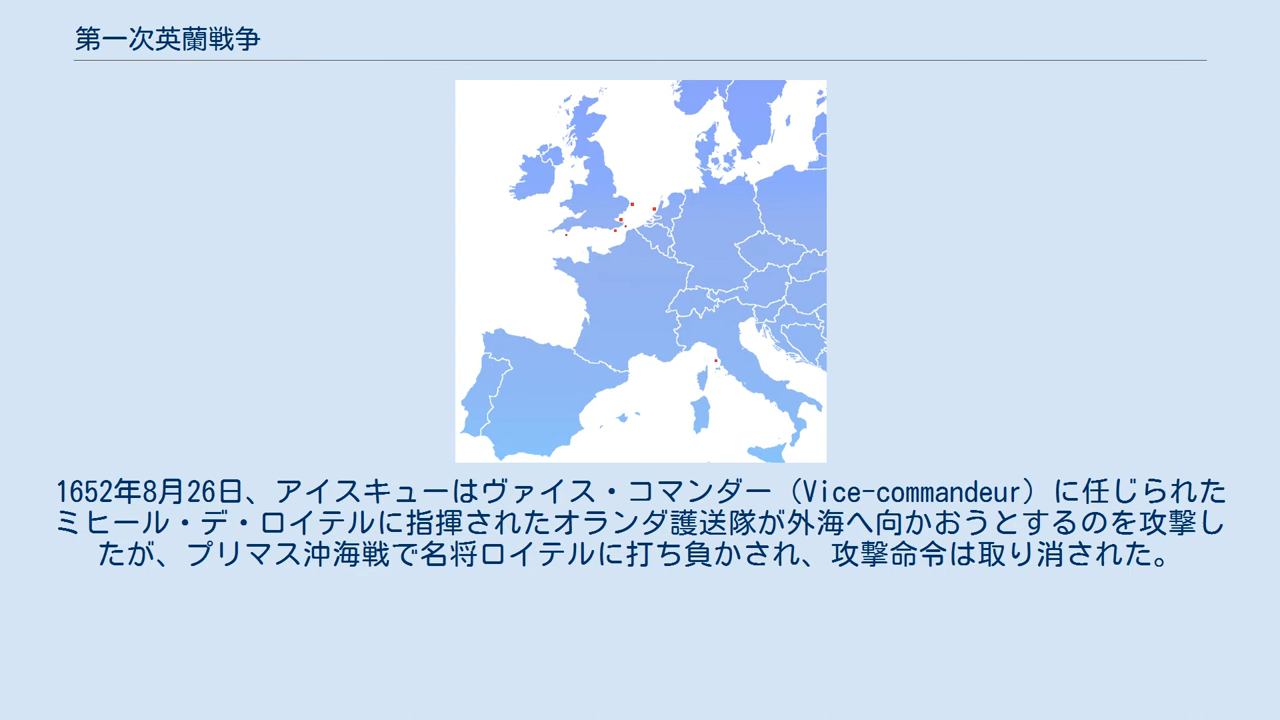 第一次英蘭戦争
1652年8月26日、アイスキューはヴァイス・コマンダー（Vice-commandeur）に任じられた
ミヒール・デ・ロイテルに指揮されたオランダ護送隊が外海へ向かおうとするのを攻撃し
たが、プリマス沖海戦で名将ロイテルに打ち負かされ、攻撃命令は取り消された。